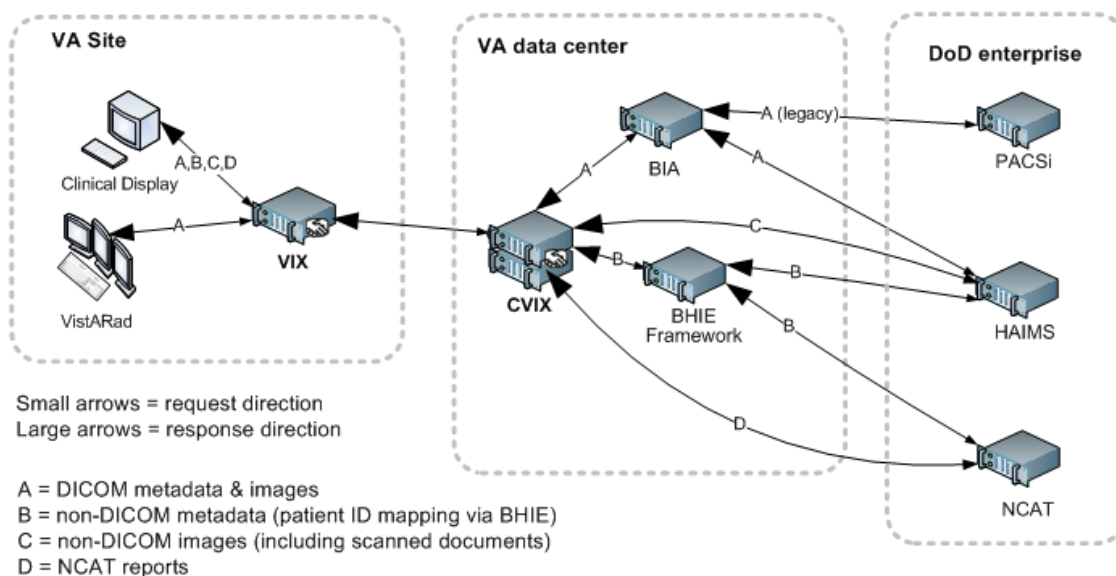 VA Site
VA data center
DoD enterprise
A (legacy)
PACSi
A,B,C,D
Clinical Display
BIA
A
A
A
VIX
C
B
B
CVIX
VistARad
BHIE
Framework
HAIMS
B
D
NCAT
Small arrows = request direction
Large arrows = response direction
A = DICOM metadata & images
B = non-DICOM metadata (patient ID mapping via BHIE)
C = non-DICOM images (including scanned documents)
D = NCAT reports